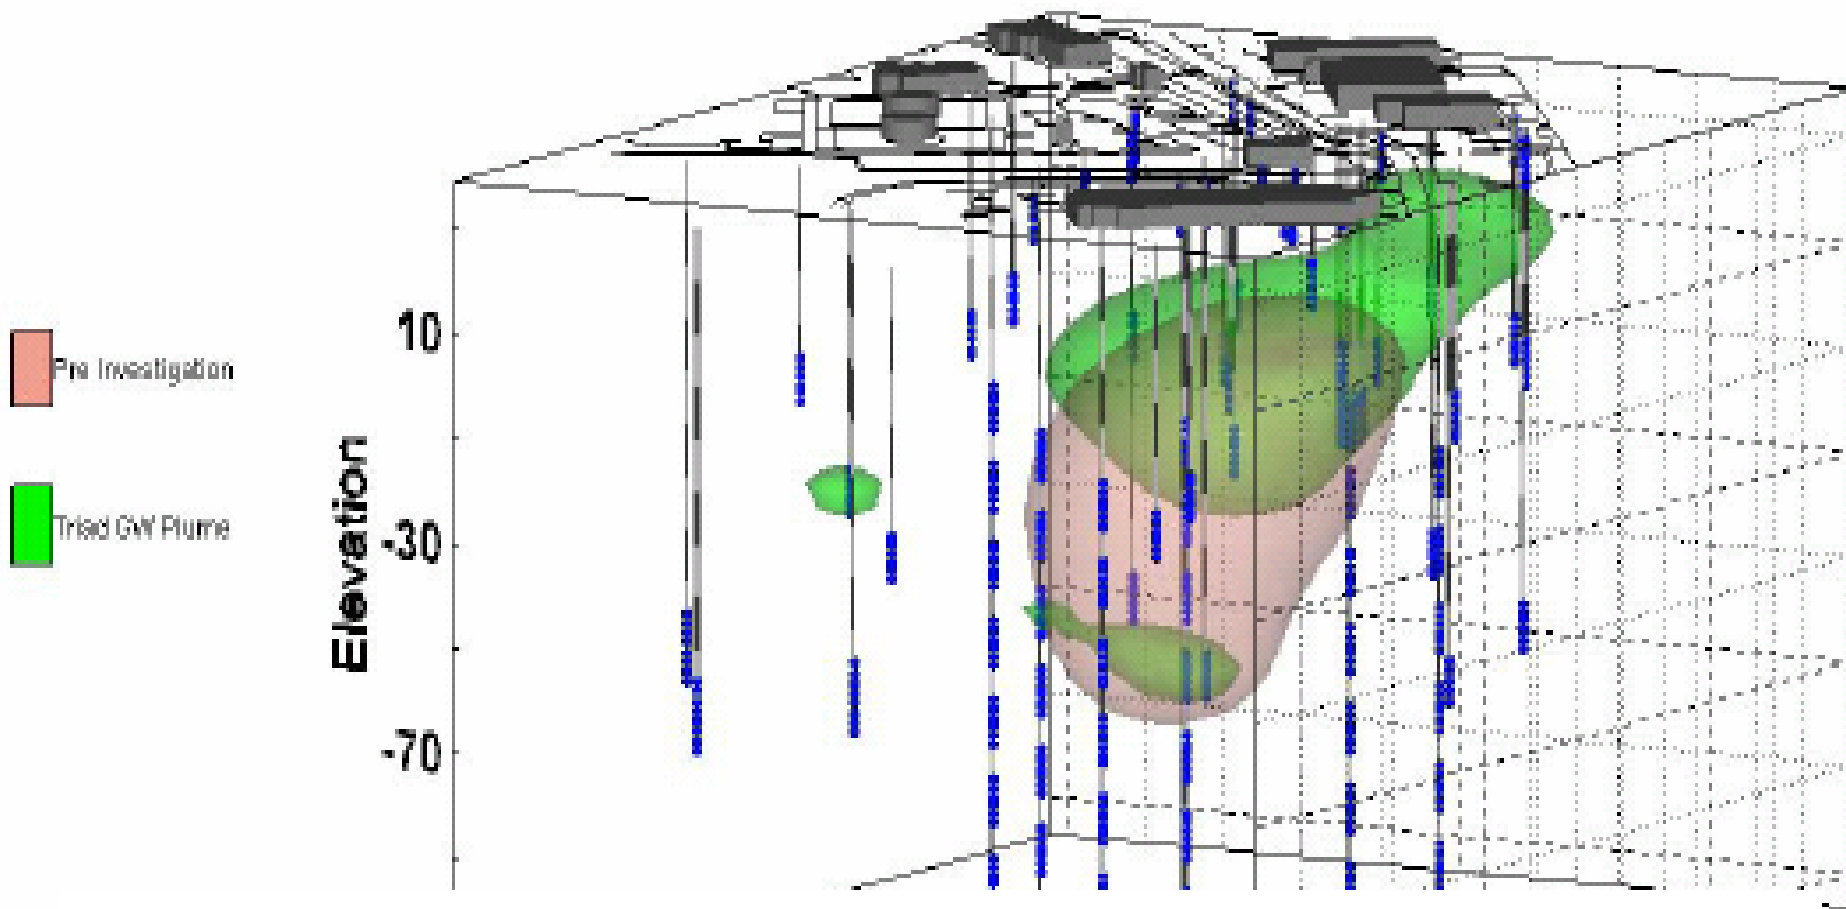 10
Pre Investigation
Triad GW Plume
-30
Elevation
-70